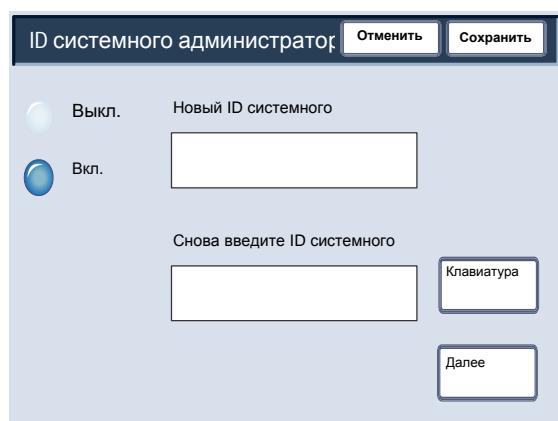 ID системного администратор
Отменить
Сохранить
Выкл.
Новый ID системного
Вкл.
Снова введите ID системного
Клавиатура
Далее